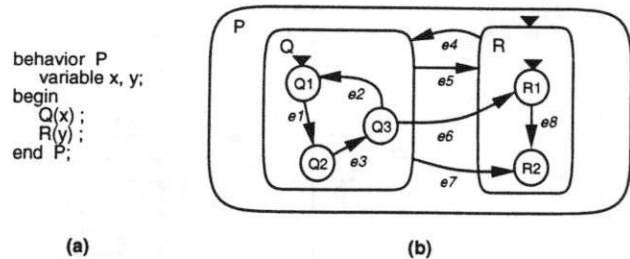 behavior P
variable x, y;
begin
Q(x) ;
R(y) ;
end P;
(a)
P
Q
Q1
e1
Q2
e2
Q3
e3
e4
e5
e6
e7
R
R1
e8
R2
(b)